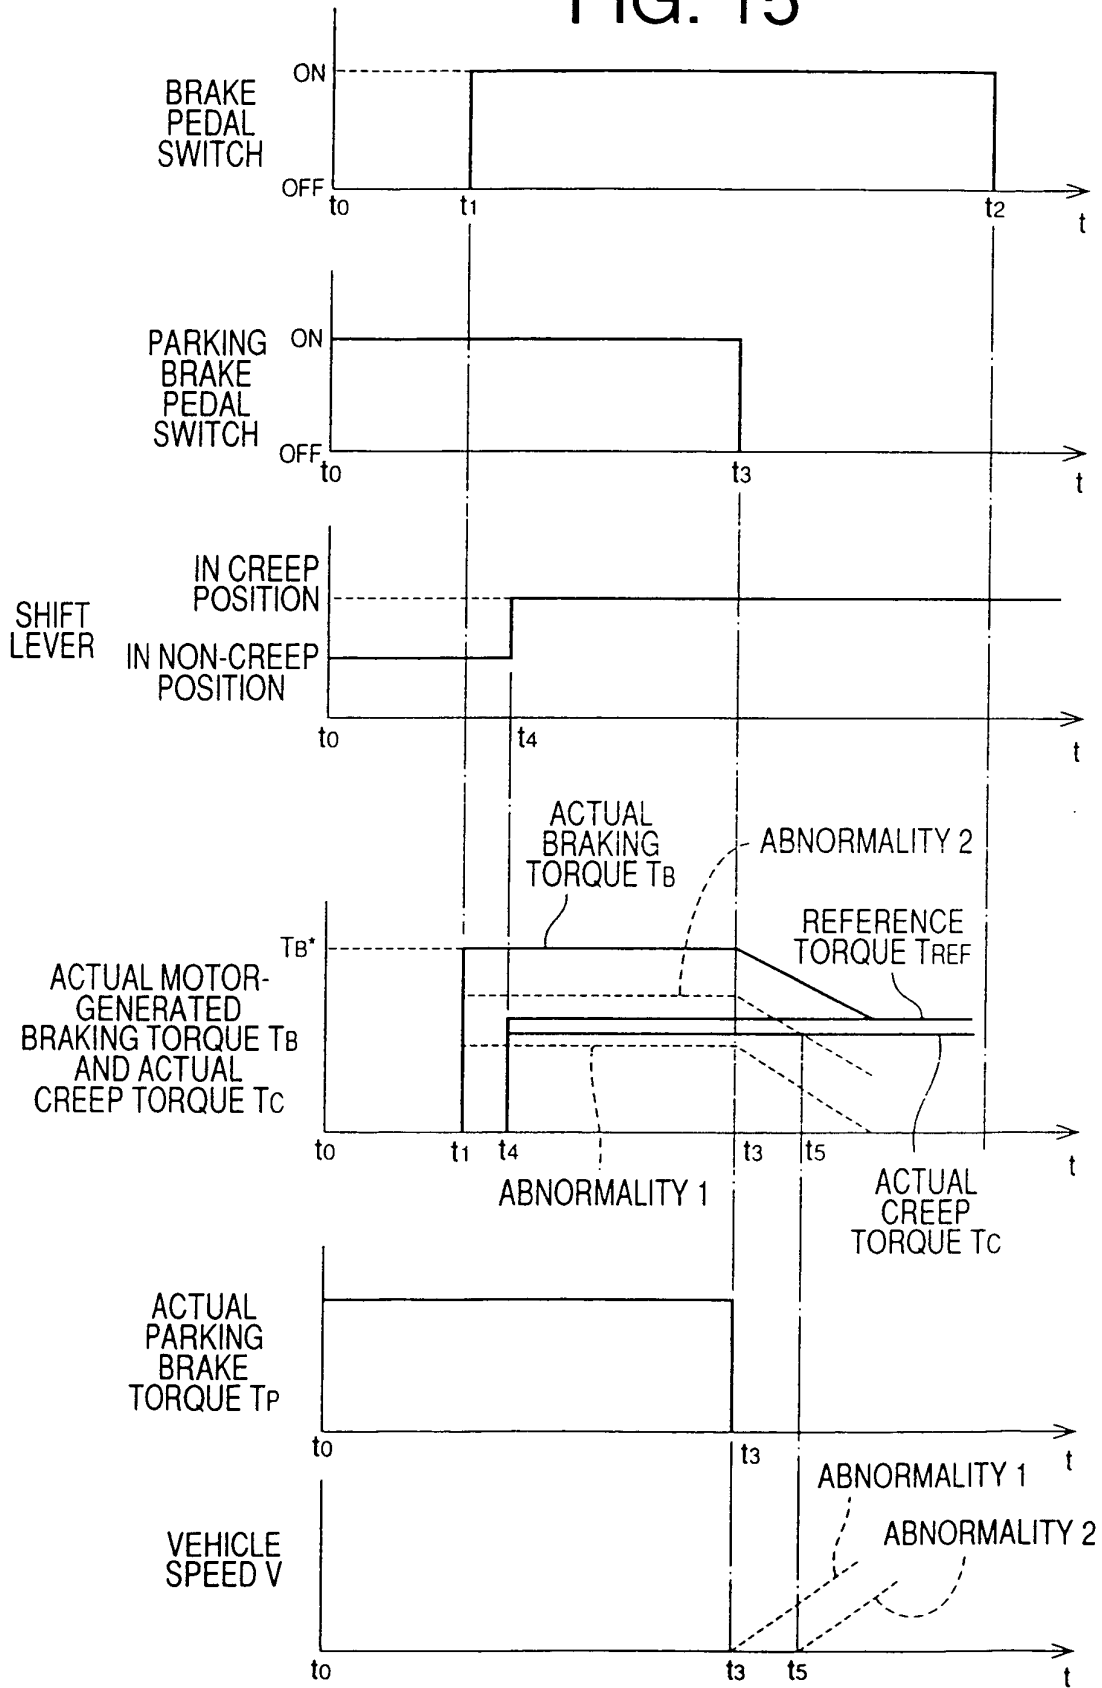 FIG. 15
ON
BRAKE
PEDAL
SWITCH
OFF
t0
t1
t2
t
PARKING
BRAKE
PEDAL
SWITCH
ON
OFF
t0
t3
t
SHIFT
LEVER
IN CREEP
POSITION
IN NON-CREEP
POSITION
t0
t4
t
ACTUAL
BRAKING
TORQUE TB
ABNORMALITY 2
REFERENCE
TORQUE TREF
TB*
ACTUAL MOTOR-
GENERATED
BRAKING TORQUE TB
AND ACTUAL
CREEP TORQUE TC
t0
t1
t4
t3
t5
t
ABNORMALITY 1
ACTUAL
CREEP
TORQUE TC
ACTUAL
PARKING
BRAKE
TORQUE TP
t0
t3
t
ABNORMALITY 1
ABNORMALITY 2
VEHICLE
SPEED V
t0
t3
t5
t